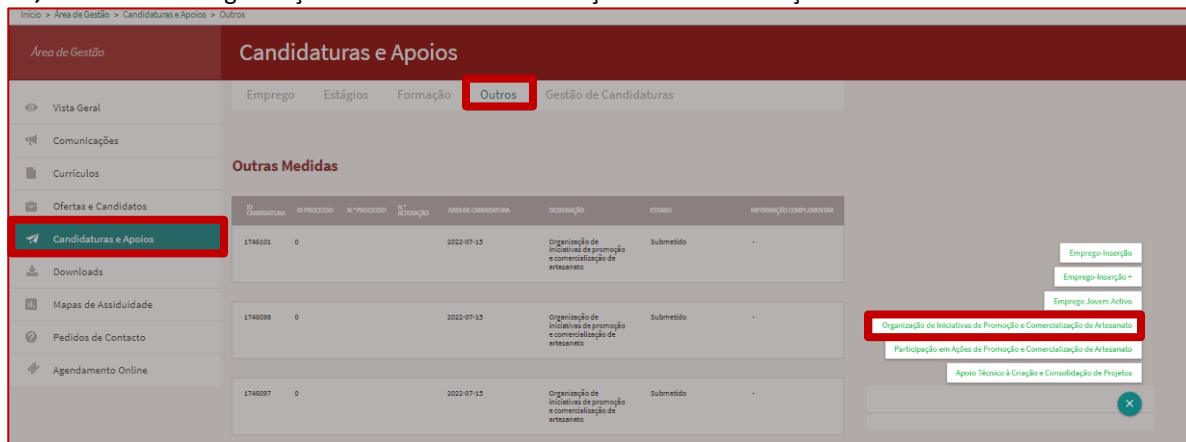 Início > Área de Gestão > Candidaturas e Apoios > Outros
Área de Gestão
Candidaturas e Apoios
Emprego Estágios Formação Outros Gestão de Candidaturas
Vista Geral
Comunicações
Currículos
Ofertas e Candidatos
Candidaturas e Apoios
Downloads
Mapas de Assiduidade
Pedidos de Contacto
Agendamento Online
Outras Medidas
ID CANDIDATURA ID PROCESSO N.º PROCESSO N.º ALTERAÇÃO DATA DE CANDIDATURA DESIGNAÇÃO ESTADO INFORMAÇÃO COMPLEMENTAR
1746101 0 2022-07-15 Organização de Submetido -
iniciativas de promoção
e comercialização de
artesanato
1746098 0 2022-07-15 Organização de Submetido -
iniciativas de promoção
e comercialização de
artesanato
1746097 0 2022-07-15 Organização de Submetido -
iniciativas de promoção
e comercialização de
artesanato
Emprego-Inserção
Emprego-Inserção +
Emprego Jovem Activo
Organização de Iniciativas de Promoção e Comercialização de Artesanato
Participação em Ações de Promoção e Comercialização de Artesanato
Apoio Técnico à Criação e Consolidação de Projetos